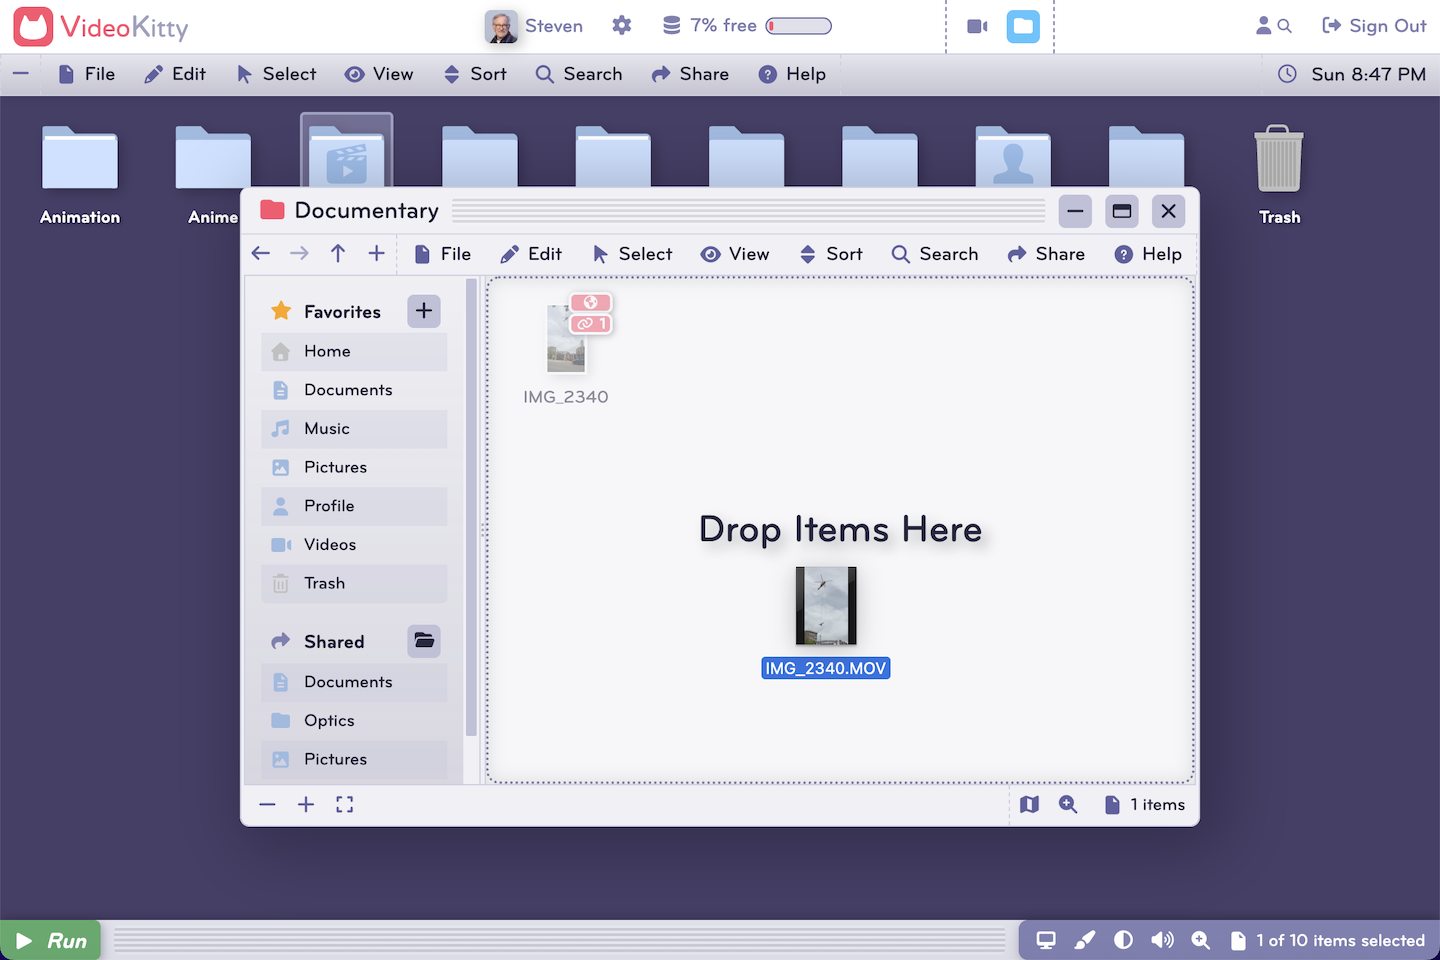 VideoKitty
Steven
7% free
Sign Out
File
Edit
Select
View
Sort
Search
Share
Help
Sun 8:47 PM
Animation
Anime
Trash
Documentary
File
Edit
Select
View
Sort
Search
Share
Help
Favorites
Home
Documents
Music
Pictures
Profile
Videos
Trash
Shared
Documents
Optics
Pictures
1
IMG_2340
Drop Items Here
IMG_2340.MOV
1 items
Run
1 of 10 items selected